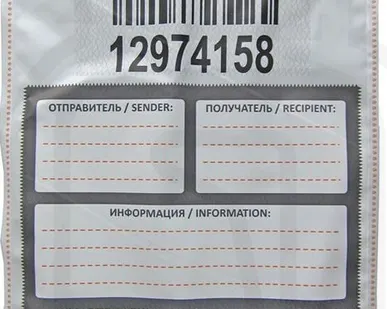 12974158
ОТПРАВИТЕЛЬ / SENDER:
ПОЛУЧАТЕЛЬ / RECIPIENT:
ИНФОРМАЦИЯ / INFORMATION: